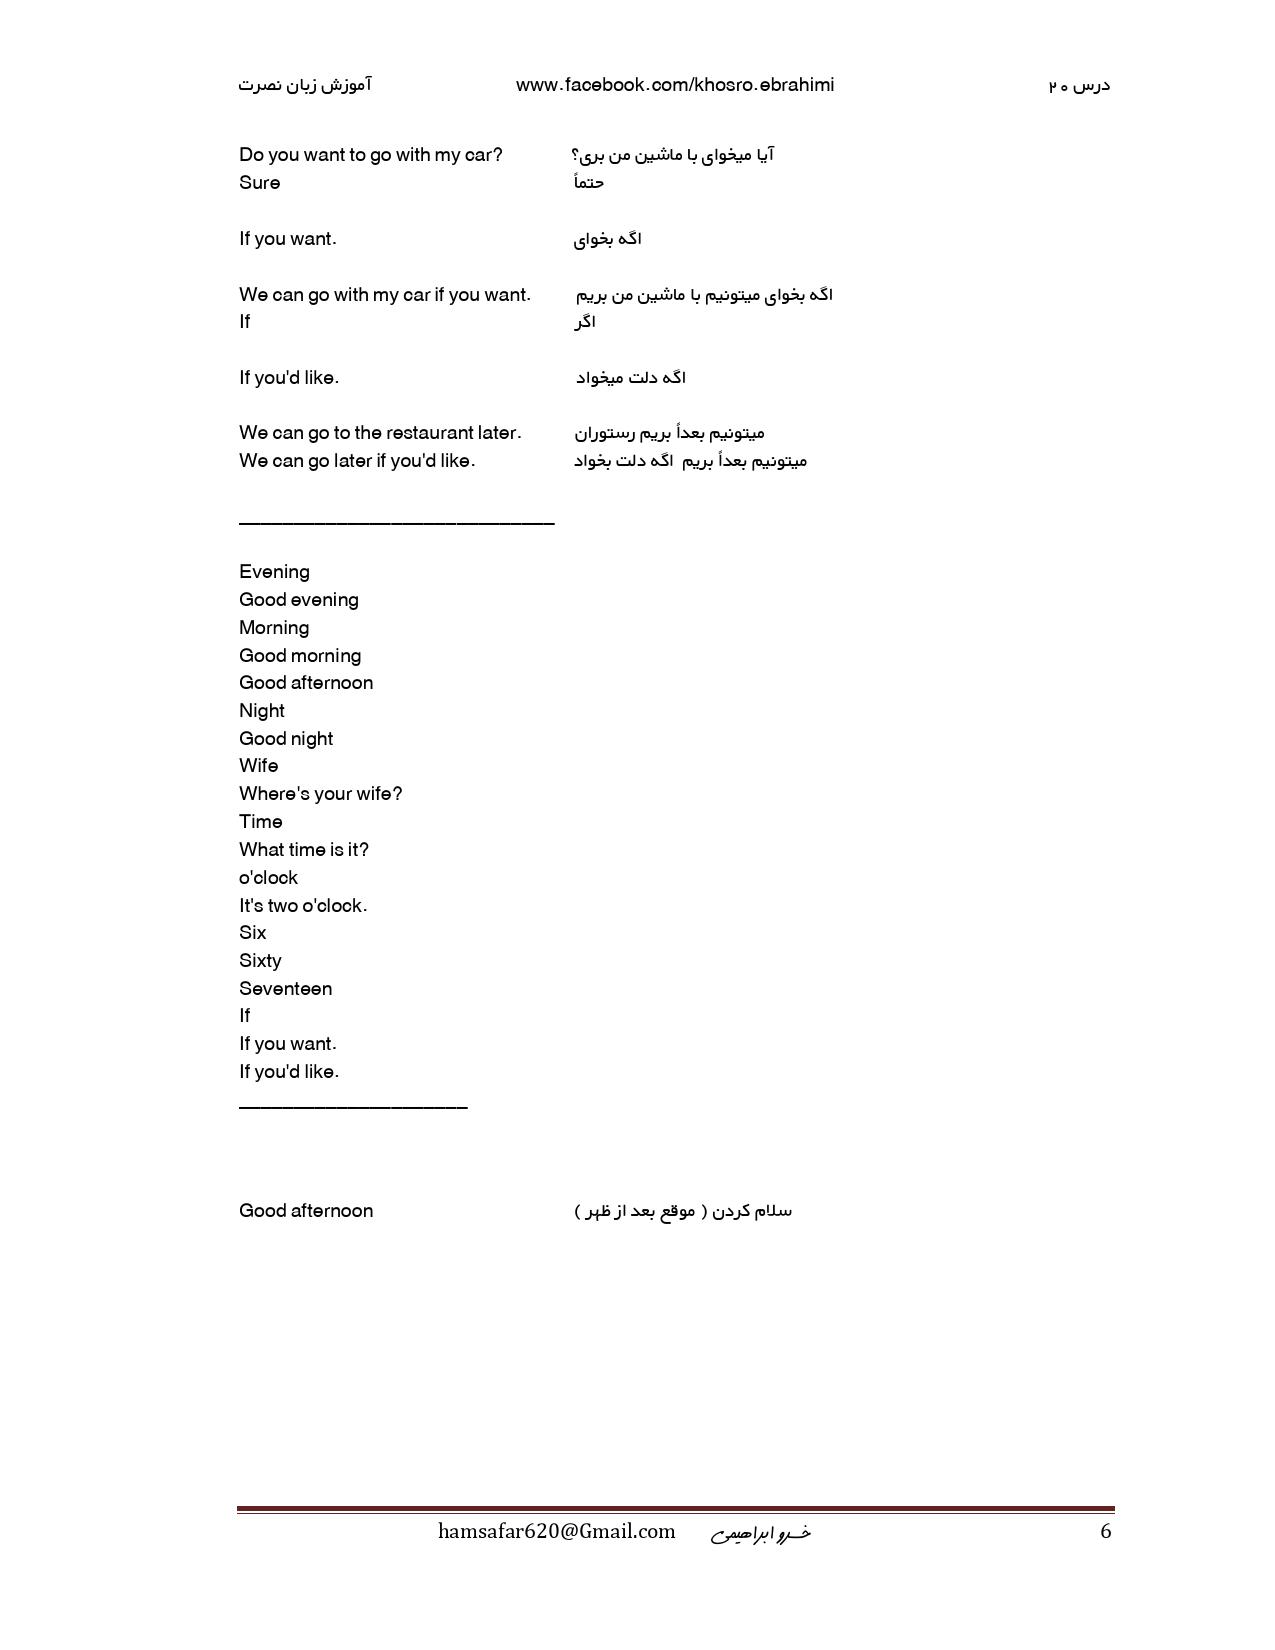 آموزش زبان نصرت www.facebook.com/khosro.ebrahimi درس ۲۰
Do you want to go with my car? آیا میخوای با ماشین من بری؟
Sure حتماً
If you want. اگه بخوای
We can go with my car if you want. اگه بخوای میتونیم با ماشین من بریم
If اگر
If you'd like. اگه دلت میخواد
We can go to the restaurant later. میتونیم بعداً بریم رستوران
We can go later if you'd like. میتونیم بعداً بریم اگه دلت بخواد
_____________________________
Evening
Good evening
Morning
Good morning
Good afternoon
Night
Good night
Wife
Where's your wife?
Time
What time is it?
o'clock
It's two o'clock.
Six
Sixty
Seventeen
If
If you want.
If you'd like.
_____________________
Good afternoon سلام کردن ( موقع بعد از ظهر )
hamsafar620@Gmail.com خسرو ابراهیمی 6